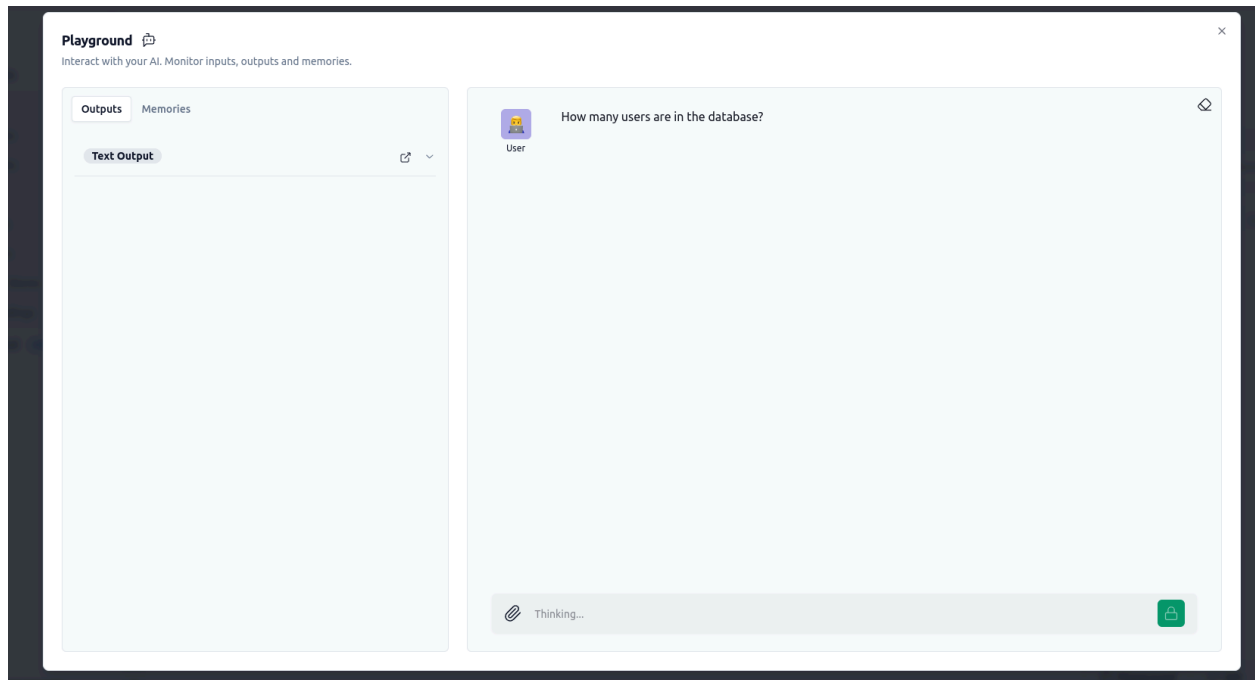 Playground
Interact with your AI. Monitor inputs, outputs and memories.
Outputs Memories
Text Output
How many users are in the database?
User
Thinking...